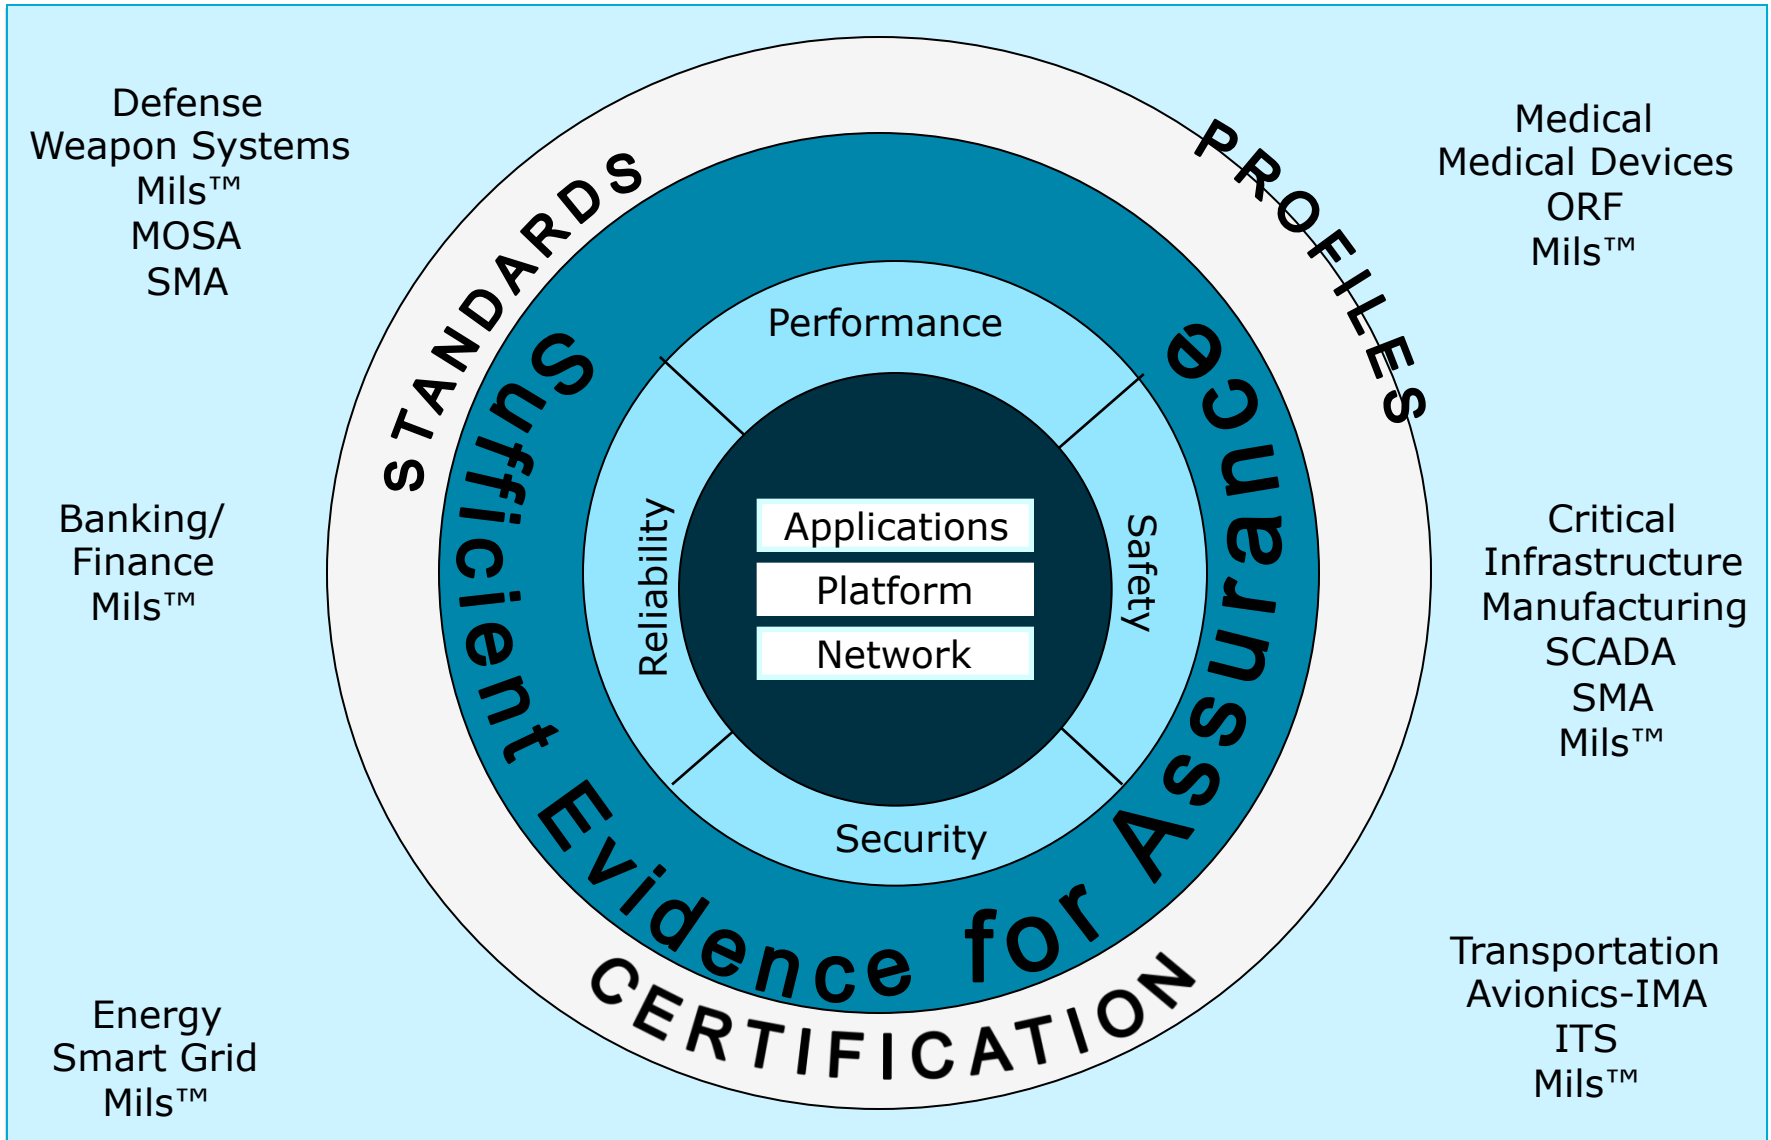 Defense
Weapon Systems
Mils™
MOSA
SMA
Banking/
Finance
Mils™
Energy
Smart Grid
Mils™
STANDARDS
PROFILES
CERTIFICATION
Sufficient Evidence for Assurance
Performance
Reliability
Safety
Security
Applications
Platform
Network
Medical
Medical Devices
ORF
Mils™
Critical
Infrastructure
Manufacturing
SCADA
SMA
Mils™
Transportation
Avionics-IMA
ITS
Mils™